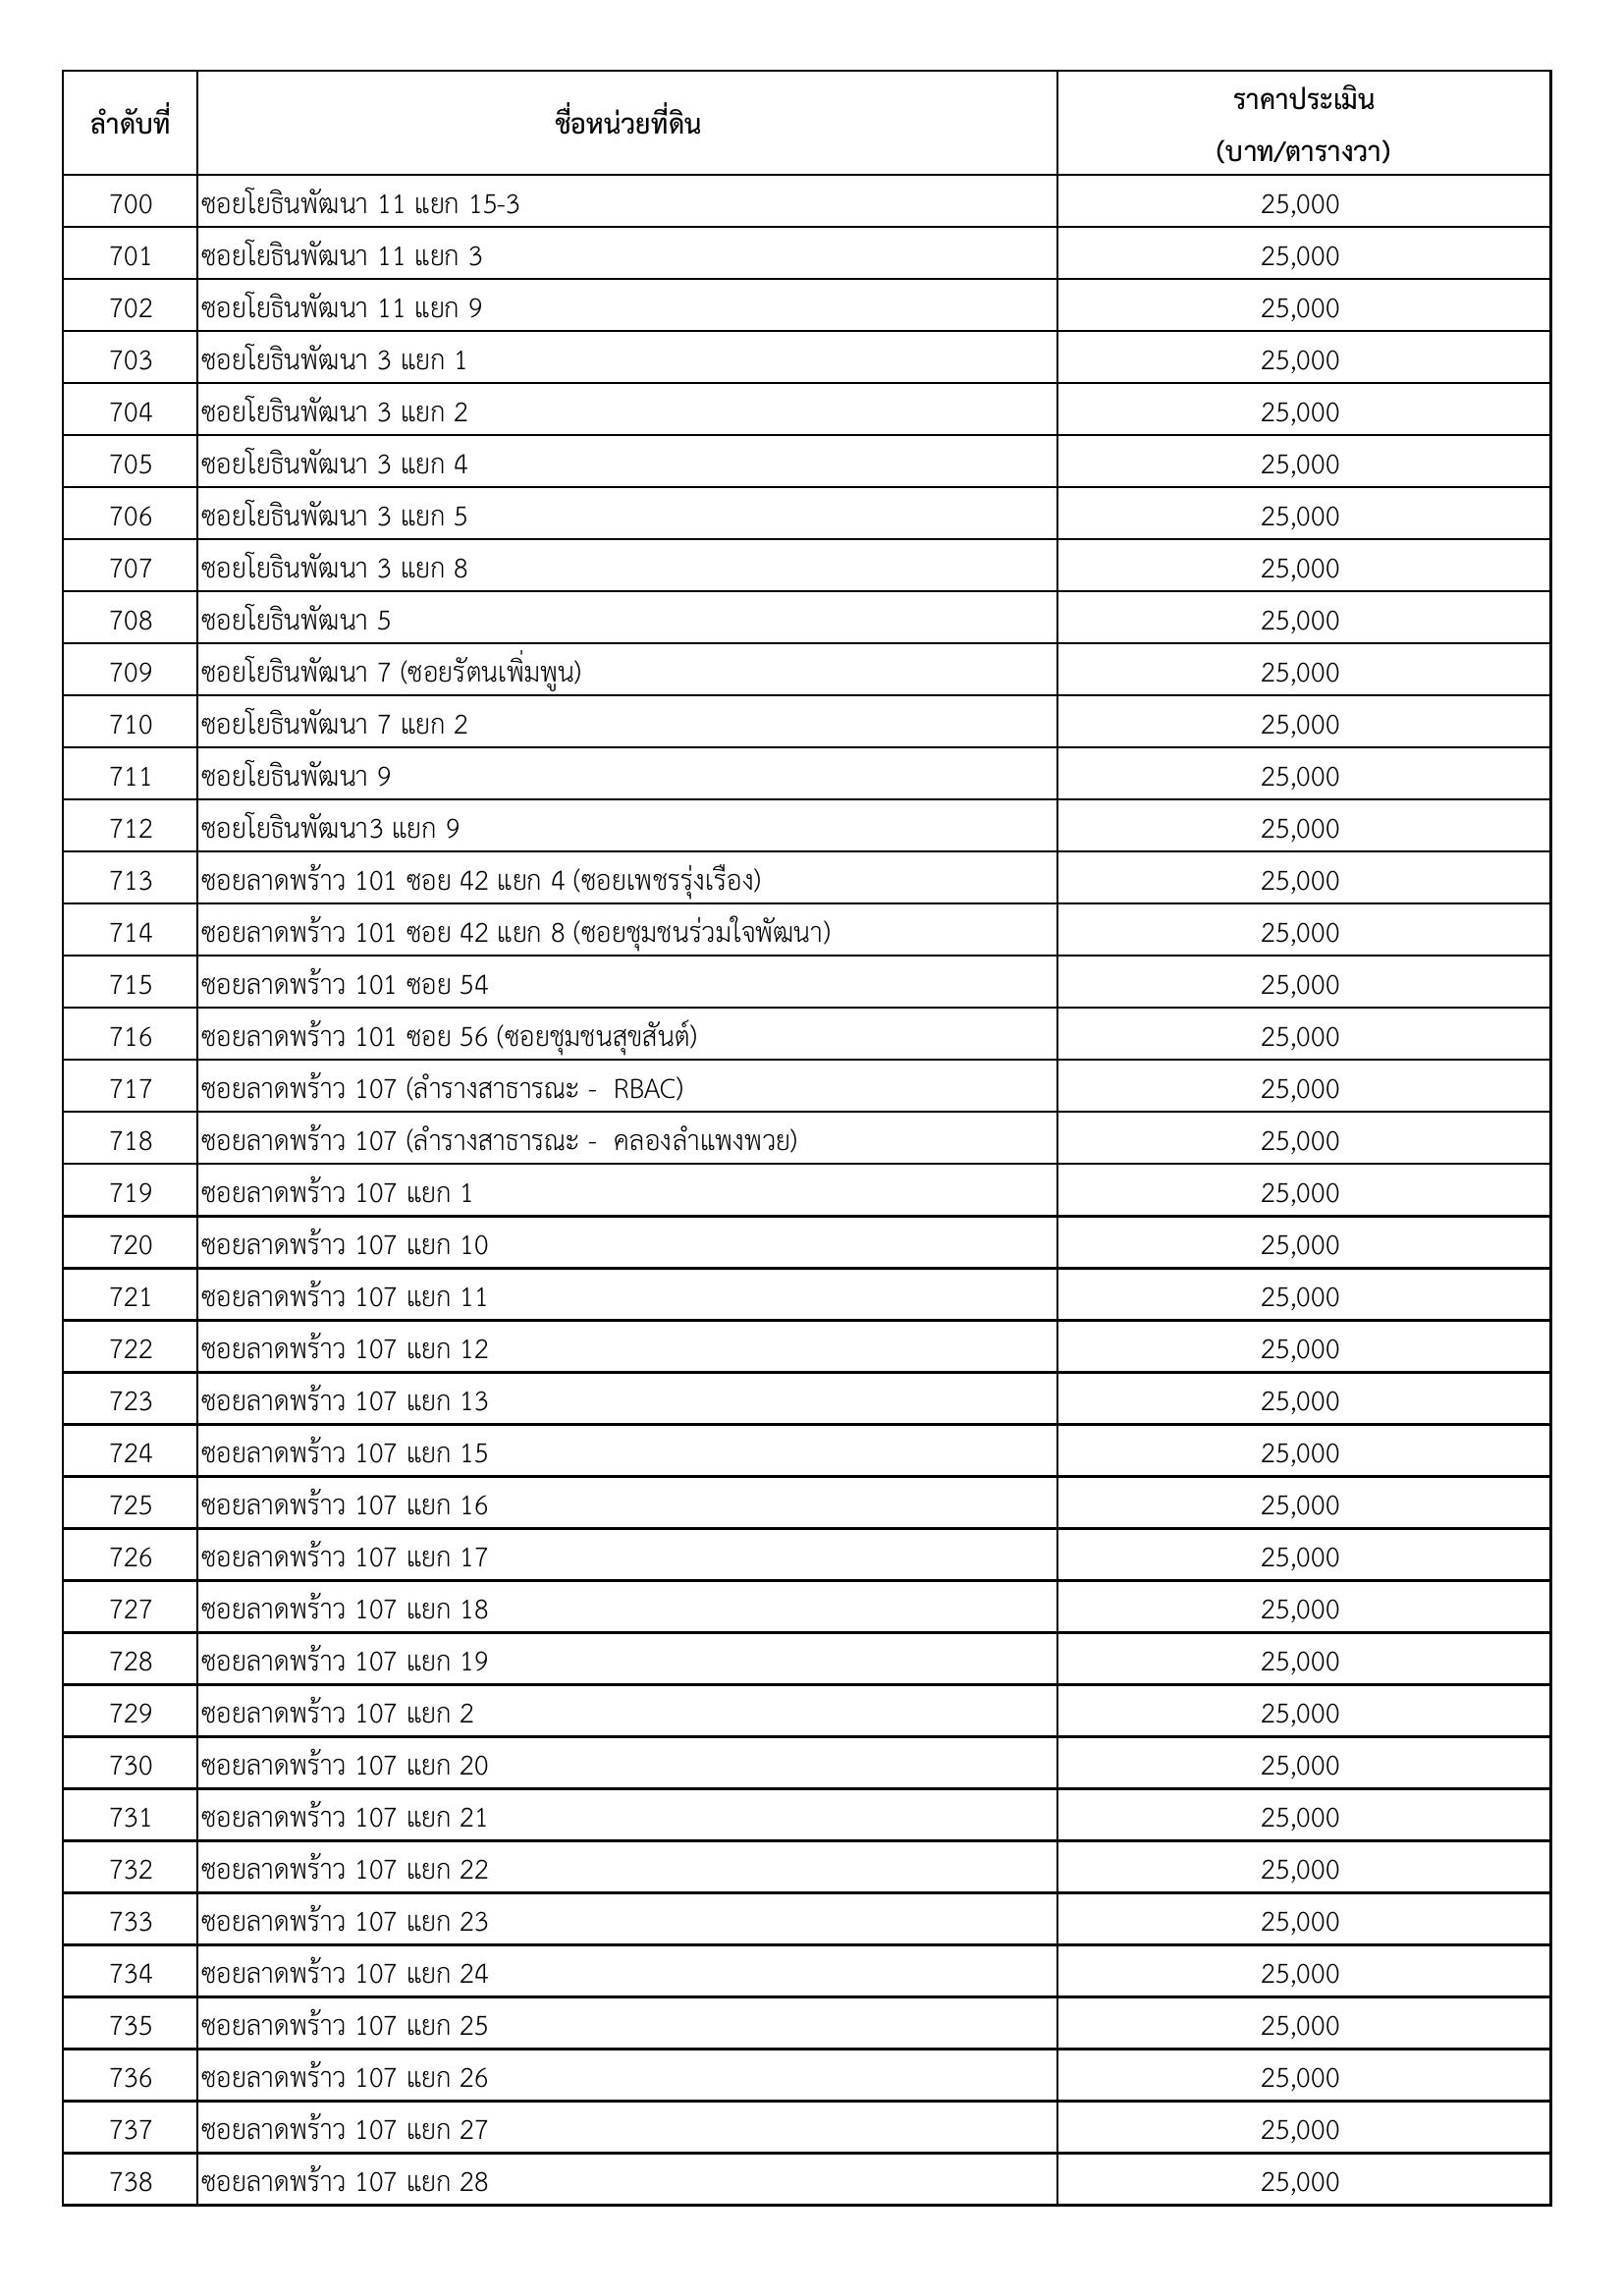 ลำดับที่ ชื่อหน่วยที่ดิน ราคาประเมิน
(บาท/ตารางวา)
700 ซอยโยธินพัฒนา 11 แยก 15-3 25,000
701 ซอยโยธินพัฒนา 11 แยก 3 25,000
702 ซอยโยธินพัฒนา 11 แยก 9 25,000
703 ซอยโยธินพัฒนา 3 แยก 1 25,000
704 ซอยโยธินพัฒนา 3 แยก 2 25,000
705 ซอยโยธินพัฒนา 3 แยก 4 25,000
706 ซอยโยธินพัฒนา 3 แยก 5 25,000
707 ซอยโยธินพัฒนา 3 แยก 8 25,000
708 ซอยโยธินพัฒนา 5 25,000
709 ซอยโยธินพัฒนา 7 (ซอยรัตนเพิ่มพูน) 25,000
710 ซอยโยธินพัฒนา 7 แยก 2 25,000
711 ซอยโยธินพัฒนา 9 25,000
712 ซอยโยธินพัฒนา3 แยก 9 25,000
713 ซอยลาดพร้าว 101 ซอย 42 แยก 4 (ซอยเพชรรุ่งเรือง) 25,000
714 ซอยลาดพร้าว 101 ซอย 42 แยก 8 (ซอยชุมชนร่วมใจพัฒนา) 25,000
715 ซอยลาดพร้าว 101 ซอย 54 25,000
716 ซอยลาดพร้าว 101 ซอย 56 (ซอยชุมชนสุขสันต์) 25,000
717 ซอยลาดพร้าว 107 (ลำรางสาธารณะ -  RBAC) 25,000
718 ซอยลาดพร้าว 107 (ลำรางสาธารณะ -  คลองลำแพงพวย) 25,000
719 ซอยลาดพร้าว 107 แยก 1 25,000
720 ซอยลาดพร้าว 107 แยก 10 25,000
721 ซอยลาดพร้าว 107 แยก 11 25,000
722 ซอยลาดพร้าว 107 แยก 12 25,000
723 ซอยลาดพร้าว 107 แยก 13 25,000
724 ซอยลาดพร้าว 107 แยก 15 25,000
725 ซอยลาดพร้าว 107 แยก 16 25,000
726 ซอยลาดพร้าว 107 แยก 17 25,000
727 ซอยลาดพร้าว 107 แยก 18 25,000
728 ซอยลาดพร้าว 107 แยก 19 25,000
729 ซอยลาดพร้าว 107 แยก 2 25,000
730 ซอยลาดพร้าว 107 แยก 20 25,000
731 ซอยลาดพร้าว 107 แยก 21 25,000
732 ซอยลาดพร้าว 107 แยก 22 25,000
733 ซอยลาดพร้าว 107 แยก 23 25,000
734 ซอยลาดพร้าว 107 แยก 24 25,000
735 ซอยลาดพร้าว 107 แยก 25 25,000
736 ซอยลาดพร้าว 107 แยก 26 25,000
737 ซอยลาดพร้าว 107 แยก 27 25,000
738 ซอยลาดพร้าว 107 แยก 28 25,000